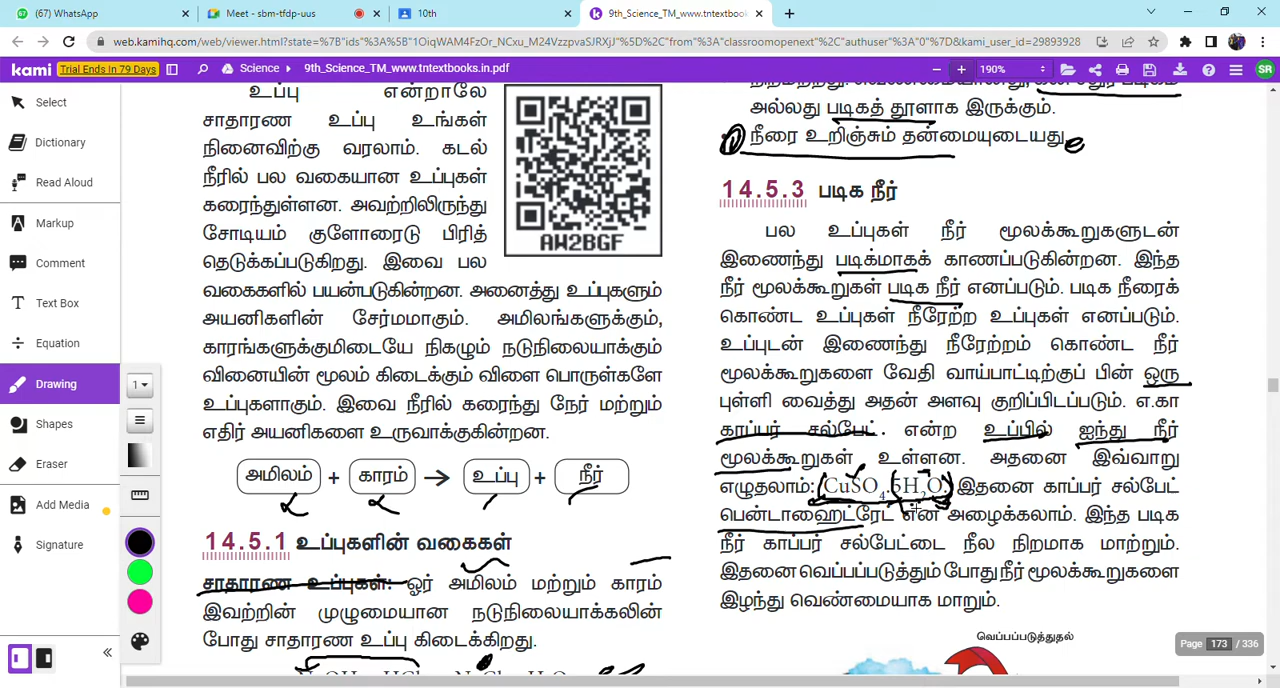 (67) WhatsApp
Meet - sbm-tfdp-uus
10th
9th_Science_TM_www.tntextbook
web.kamihq.com/web/viewer.html?state=%7B"ids"%3A%5B"1OiqWAM4FzOr_NCxu_M24VzzpvaSJRXjJ"%5D%2C"from"%3A"classroomopenext"%2C"authuser"%3A"0"%7D&kami_user_id=29893928
kami
Trial Ends In 79 Days
Science
9th_Science_TM_www.tntextbooks.in.pdf
190%
SR
Select
Dictionary
Read Aloud
Markup
Comment
Text Box
Equation
Drawing
Shapes
Eraser
Add Media
Signature
1
உப்பு என்றாலே
சாதாரண உப்பு உங்கள்
நினைவிற்கு வரலாம். கடல்
நீரில் பல வகையான உப்புகள்
கரைந்துள்ளன. அவற்றிலிருந்து
சோடியம் குளோரைடு பிரித்
தெடுக்கப்படுகிறது. இவை பல
வகைகளில் பயன்படுகின்றன. அனைத்து உப்புகளும்
அயனிகளின் சேர்மமாகும். அமிலங்களுக்கும்,
காரங்களுக்குமிடையே நிகழும் நடுநிலையாக்கும்
வினையின் மூலம் கிடைக்கும் விளை பொருள்களே
உப்புகளாகும். இவை நீரில் கரைந்து நேர் மற்றும்
எதிர் அயனிகளை உருவாக்குகின்றன.
AW2BGF
அமிலம் + காரம் → உப்பு + நீர்
14.5.1 உப்புகளின் வகைகள்
சாதாரண உப்புகள்: ஓர் அமிலம் மற்றும் காரம்
இவற்றின் முழுமையான நடுநிலையாக்கலின்
போது சாதாரண உப்பு கிடைக்கிறது.
அல்லது படிகத் தூளாக இருக்கும்.
நீரை உறிஞ்சும் தன்மையுடையது
14.5.3 படிக நீர்
பல உப்புகள் நீர் மூலக்கூறுகளுடன்
இணைந்து படிகமாகக் காணப்படுகின்றன. இந்த
நீர் மூலக்கூறுகள் படிக நீர் எனப்படும். படிக நீரைக்
கொண்ட உப்புகள் நீரேற்ற உப்புகள் எனப்படும்.
உப்புடன் இணைந்து நீரேற்றம் கொண்ட நீர்
மூலக்கூறுகளை வேதி வாய்பாட்டிற்குப் பின் ஒரு
புள்ளி வைத்து அதன் அளவு குறிப்பிடப்படும். எ.கா
காப்பர் சல்பேட். என்ற உப்பில் ஐந்து நீர்
மூலக்கூறுகள் உள்ளன. அதனை இவ்வாறு
எழுதலாம்: (CuSO₄.5H₂O). இதனை காப்பர் சல்பேட்
பென்டாஹைட்ரேட் என அழைக்கலாம். இந்த படிக
நீர் காப்பர் சல்பேட்டை நீல நிறமாக மாற்றும்.
இதனை வெப்பப்படுத்தும் போது நீர் மூலக்கூறுகளை
இழந்து வெண்மையாக மாறும்.
வெப்பப்படுத்துதல்
Page 173 / 336